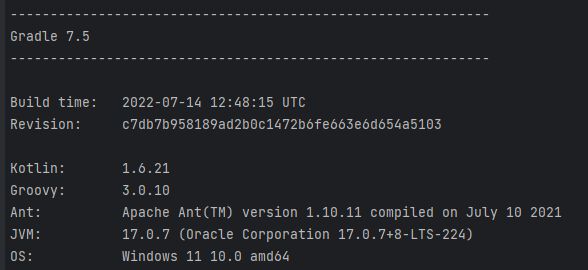 ------------------------------------------------------------
Gradle 7.5
------------------------------------------------------------
Build time:   2022-07-14 12:48:15 UTC
Revision:     c7db7b958189ad2b0c1472b6fe663e6d654a5103
Kotlin:       1.6.21
Groovy:       3.0.10
Ant:          Apache Ant(TM) version 1.10.11 compiled on July 10 2021
JVM:          17.0.7 (Oracle Corporation 17.0.7+8-LTS-224)
OS:           Windows 11 10.0 amd64